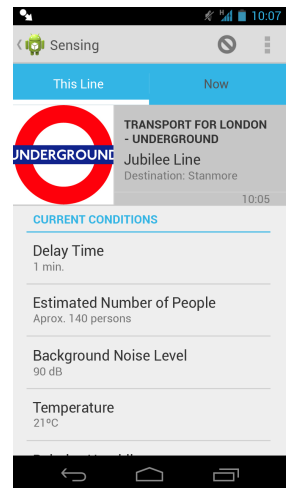 H 10:07
Sensing
This Line Now
UNDERGROUND
TRANSPORT FOR LONDON
- UNDERGROUND
Jubilee Line
Destination: Stanmore
10:05
CURRENT CONDITIONS
Delay Time
1 min.
Estimated Number of People
Aprox. 140 persons
Background Noise Level
90 dB
Temperature
21ºC